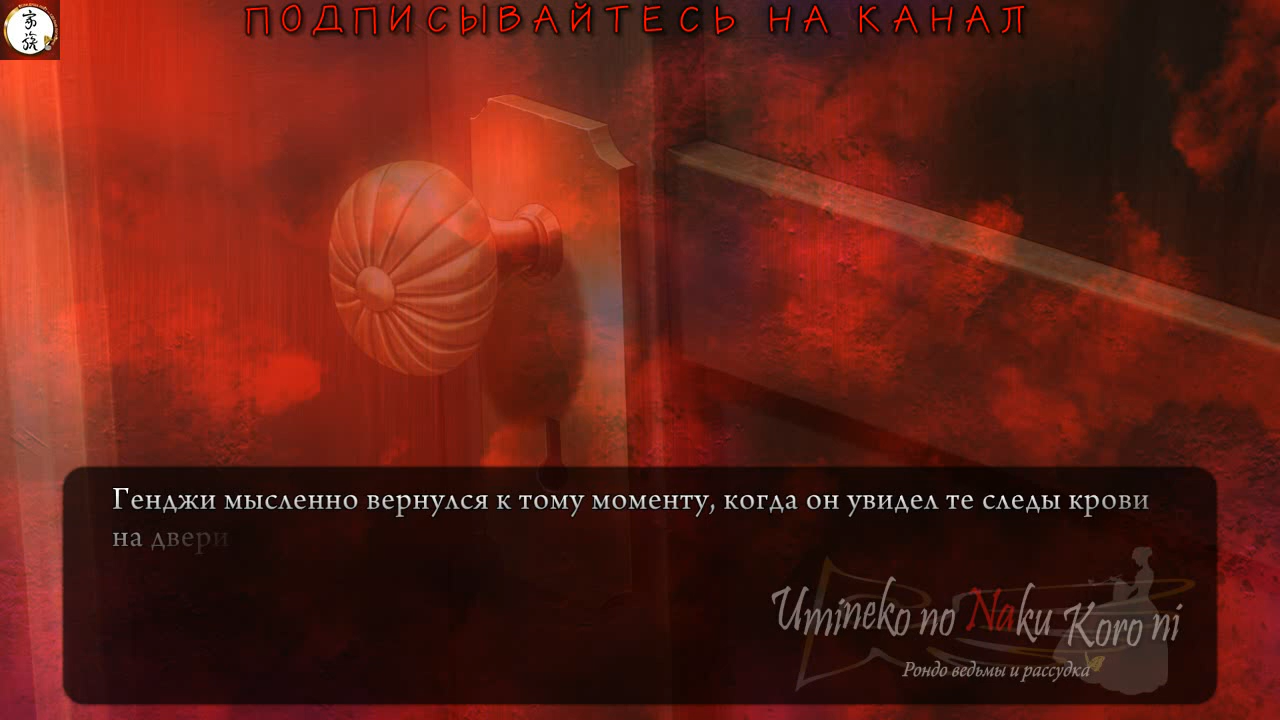 ПОДПИСЫВАЙТЕСЬ НА КАНАЛ
Генджи мысленно вернулся к тому моменту, когда он увидел те следы крови
на двери
Umineko no Naku Koro ni
Рондо ведьмы и рассудка